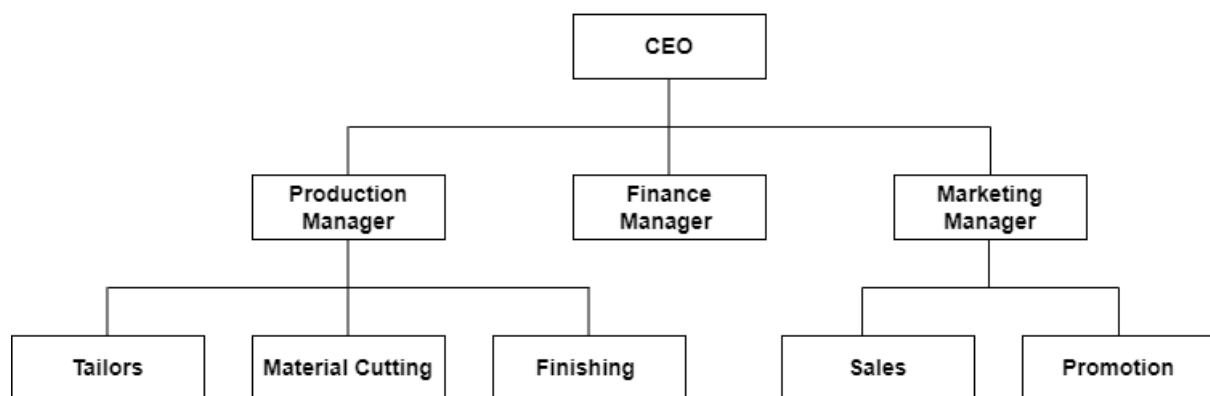 CEO
Production
Manager
Finance
Manager
Marketing
Manager
Tailors
Material Cutting
Finishing
Sales
Promotion